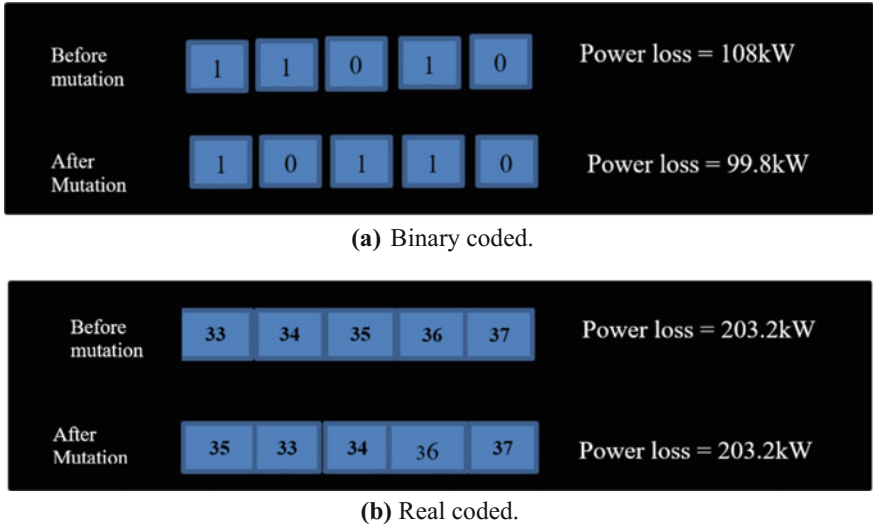 Before
mutation
1 1 0 1 0
Power loss = 108kW
After
Mutation
1 0 1 1 0
Power loss = 99.8kW
(a) Binary coded.
Before
mutation
33 34 35 36 37
Power loss = 203.2kW
After
Mutation
35 33 34 36 37
Power loss = 203.2kW
(b) Real coded.